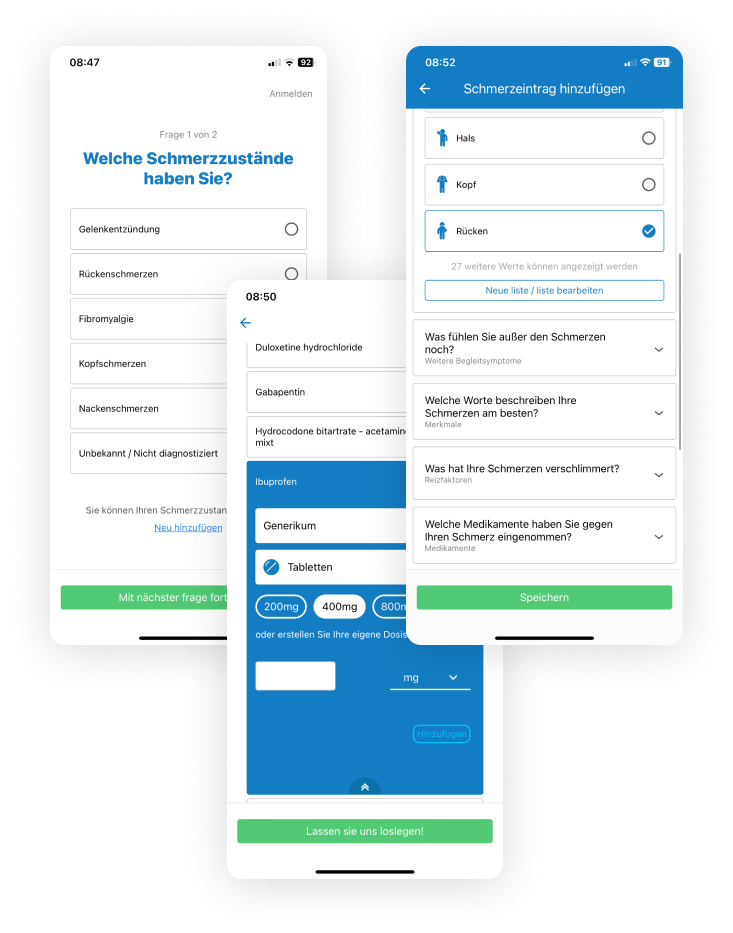 08:47
92
Anmelden
Frage 1 von 2
Welche Schmerzzustände
haben Sie?
Gelenkentzündung
Rückenschmerzen
Fibromyalgie
Kopfschmerzen
Nackenschmerzen
Unbekannt / Nicht diagnostiziert
Sie können Ihren Schmerzzustan
Neu hinzufügen
Mit nächster frage fort
08:50
Duloxetine hydrochloride
Gabapentin
Hydrocodone bitartrate - acetamin
mixt
Ibuprofen
Generikum
Tabletten
200mg
400mg
800m
oder erstellen Sie Ihre eigene Dosis
mg
Hinzufügen
Lassen sie uns loslegen!
08:52
91
Schmerzeintrag hinzufügen
Hals
Kopf
Rücken
27 weitere Werte können angezeigt werden
Neue liste / liste bearbeiten
Was fühlen Sie außer den Schmerzen
noch?
Weitere Begleitsymptome
Welche Worte beschreiben Ihre
Schmerzen am besten?
Merkmale
Was hat Ihre Schmerzen verschlimmert?
Reizfaktoren
Welche Medikamente haben Sie gegen
Ihren Schmerz eingenommen?
Medikamente
Speichern